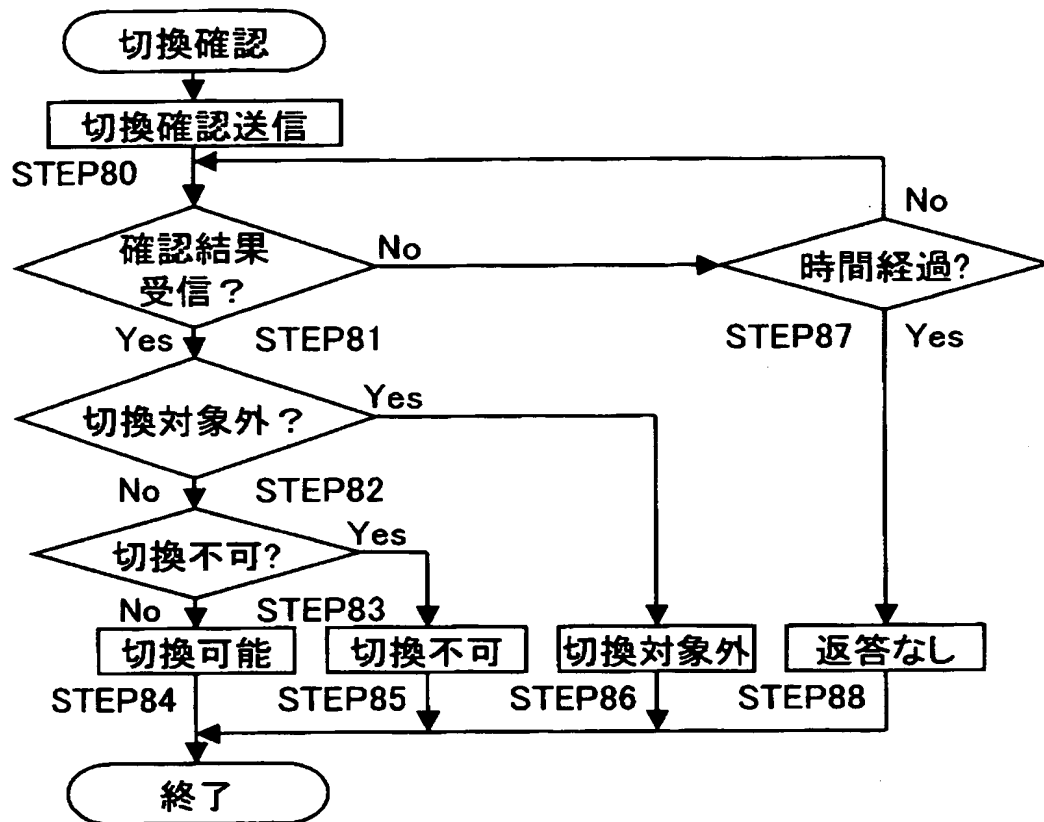 切換確認
切換確認送信
STEP80
No
確認結果
受信?
No
時間経過?
Yes
STEP81
STEP87
Yes
切換対象外?
Yes
No
STEP82
切換不可?
Yes
No
STEP83
切換可能
切換不可
切換対象外
返答なし
STEP84
STEP85
STEP86
STEP88
終了